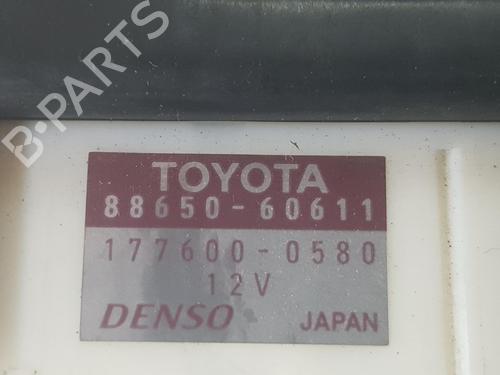 B-PARTS
TOYOTA
88650-60611
177600-0580
12V
DENSO JAPAN